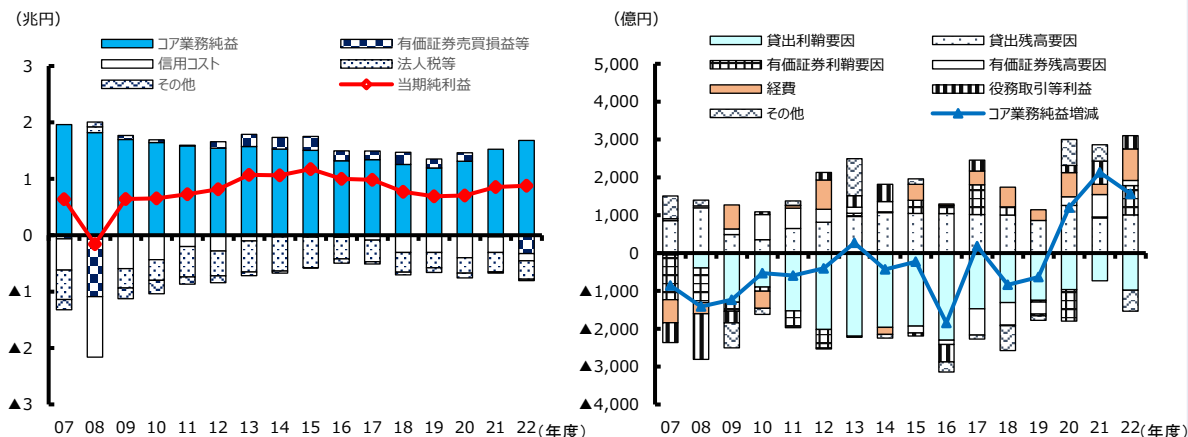 （兆円）
コア業務純益
有価証券売買損益等
信用コスト
法人税等
その他
当期純利益
3
2
1
0
▲1
▲2
▲3
07 08 09 10 11 12 13 14 15 16 17 18 19 20 21 22 (年度)
（億円）
貸出利鞘要因
貸出残高要因
有価証券利鞘要因
有価証券残高要因
経費
役務取引等利益
その他
コア業務純益増減
5,000
4,000
3,000
2,000
1,000
0
▲1,000
▲2,000
▲3,000
▲4,000
07 08 09 10 11 12 13 14 15 16 17 18 19 20 21 22 (年度)